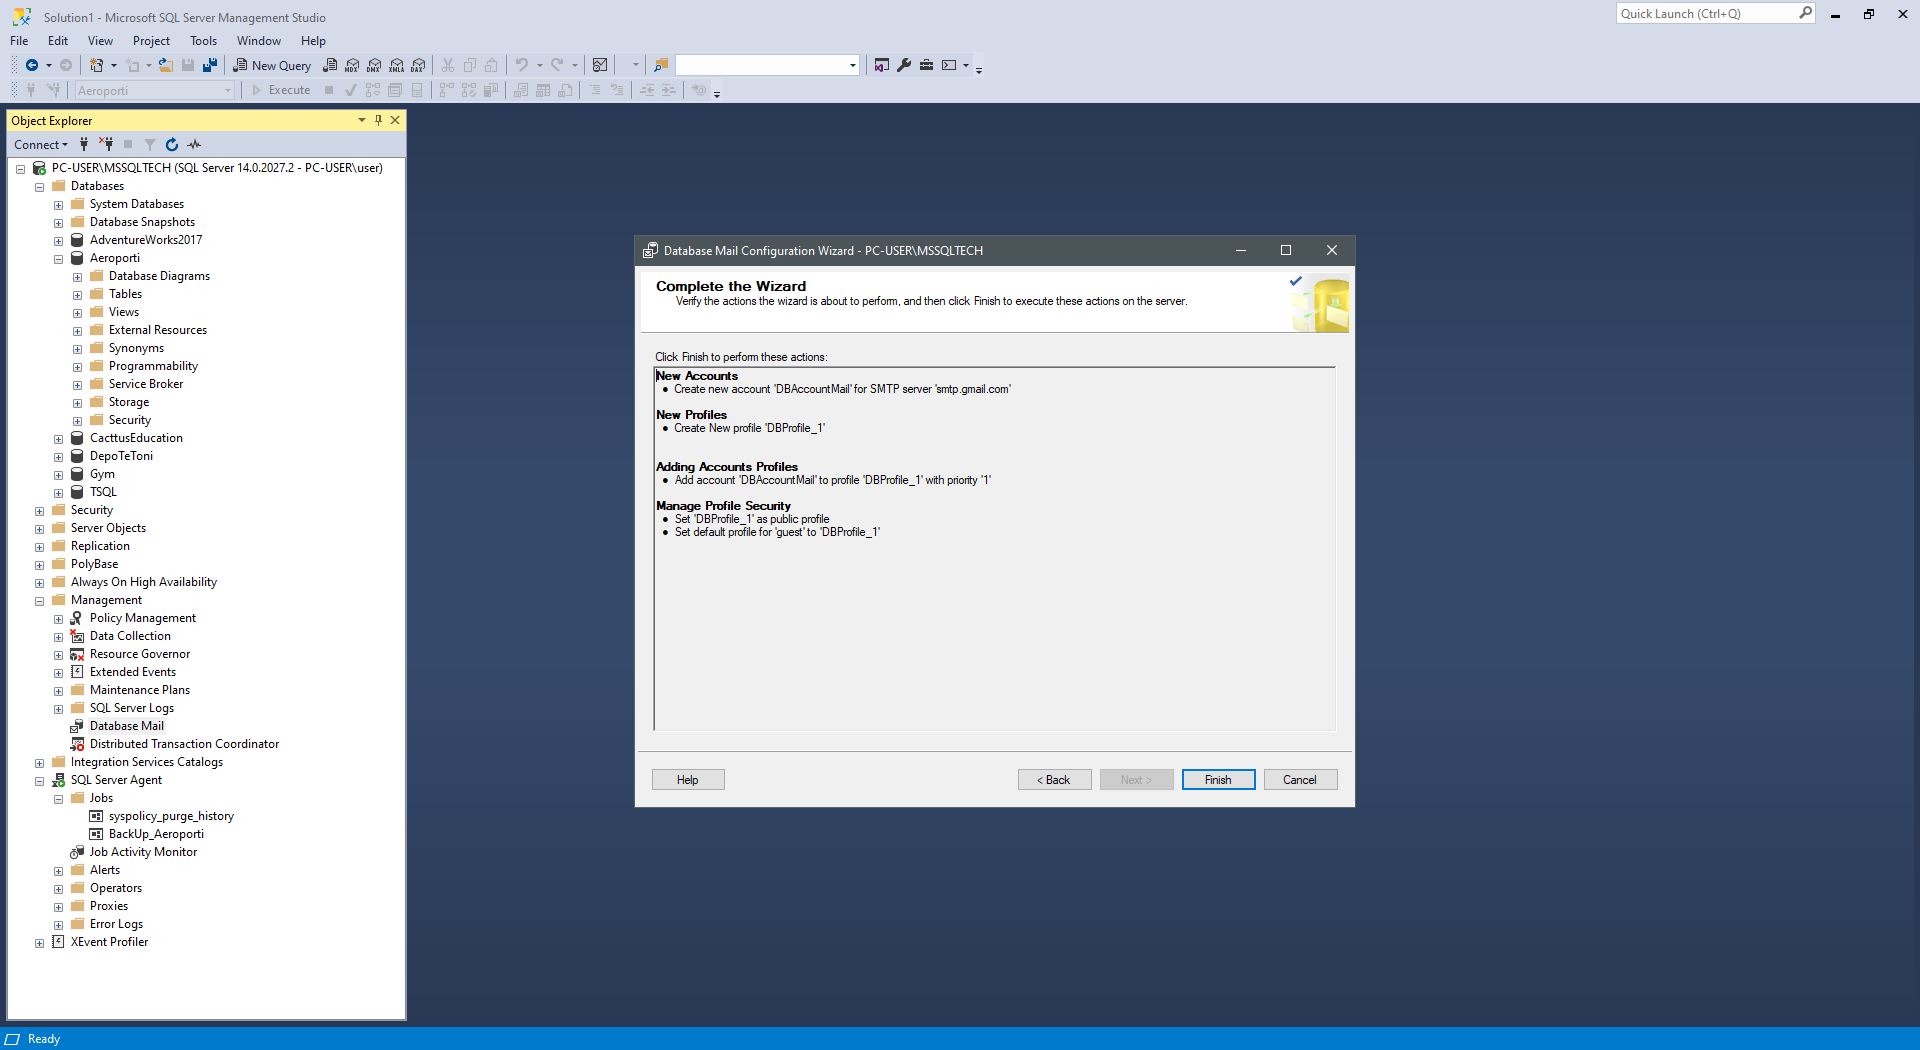 Solution1 - Microsoft SQL Server Management Studio
Quick Launch (Ctrl+Q)
File Edit View Project Tools Window Help
New Query MDX DMX XMLA DAX
Aeroporti Execute
Object Explorer
Connect
PC-USER\MSSQLTECH (SQL Server 14.0.2027.2 - PC-USER\user)
Databases
System Databases
Database Snapshots
AdventureWorks2017
Aeroporti
Database Diagrams
Tables
Views
External Resources
Synonyms
Programmability
Service Broker
Storage
Security
CacttusEducation
DepoTeToni
Gym
TSQL
Security
Server Objects
Replication
PolyBase
Always On High Availability
Management
Policy Management
Data Collection
Resource Governor
Extended Events
Maintenance Plans
SQL Server Logs
Database Mail
Distributed Transaction Coordinator
Integration Services Catalogs
SQL Server Agent
Jobs
syspolicy_purge_history
BackUp_Aeroporti
Job Activity Monitor
Alerts
Operators
Proxies
Error Logs
XEvent Profiler
Database Mail Configuration Wizard - PC-USER\MSSQLTECH
Complete the Wizard
Verify the actions the wizard is about to perform, and then click Finish to execute these actions on the server.
Click Finish to perform these actions:
New Accounts
• Create new account 'DBAccountMail' for SMTP server 'smtp.gmail.com'
New Profiles
• Create New profile 'DBProfile_1'
Adding Accounts Profiles
• Add account 'DBAccountMail' to profile 'DBProfile_1' with priority '1'
Manage Profile Security
• Set 'DBProfile_1' as public profile
• Set default profile for 'guest' to 'DBProfile_1'
Help < Back Next > Finish Cancel
Ready